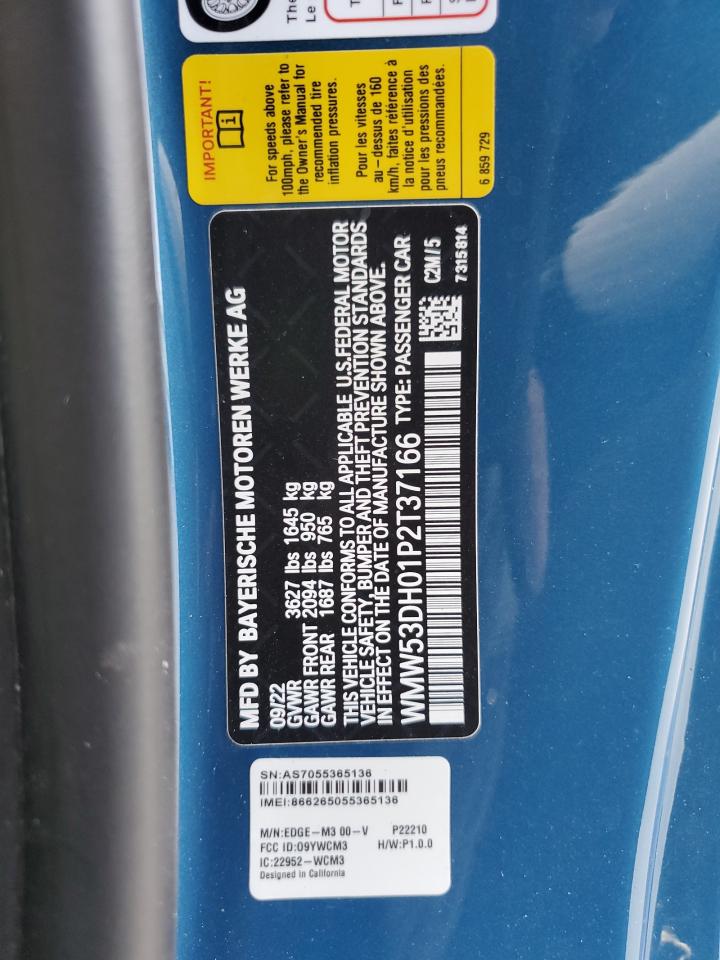 The
Le
IMPORTANT!
For speeds above
100mph, please refer to
the Owner's Manual for
recommended tire
inflation pressures.
Pour les vitesses
au – dessus de 160
km/h, faites référence à
la notice d'utilisation
pour les pressions des
pneus recommandées.
6 859 729
MFD BY BAYERISCHE MOTOREN WERKE AG
09/22
GVWR 3627 lbs 1645 kg
GAWR FRONT 2094 lbs 950 kg
GAWR REAR 1687 lbs 765 kg
THIS VEHICLE CONFORMS TO ALL APPLICABLE U.S.FEDERAL MOTOR
VEHICLE SAFETY, BUMPER AND THEFT PREVENTION STANDARDS
IN EFFECT ON THE DATE OF MANUFACTURE SHOWN ABOVE.
WMW53DH01P2T37166 TYPE: PASSENGER CAR
C2M/5
7315814
SN:AS7055365136
IMEI:866265055365136
M/N:EDGE–M3 00–V P22210
FCC ID:O9YWCM3 H/W:P1.0.0
IC:22952–WCM3
Designed in California